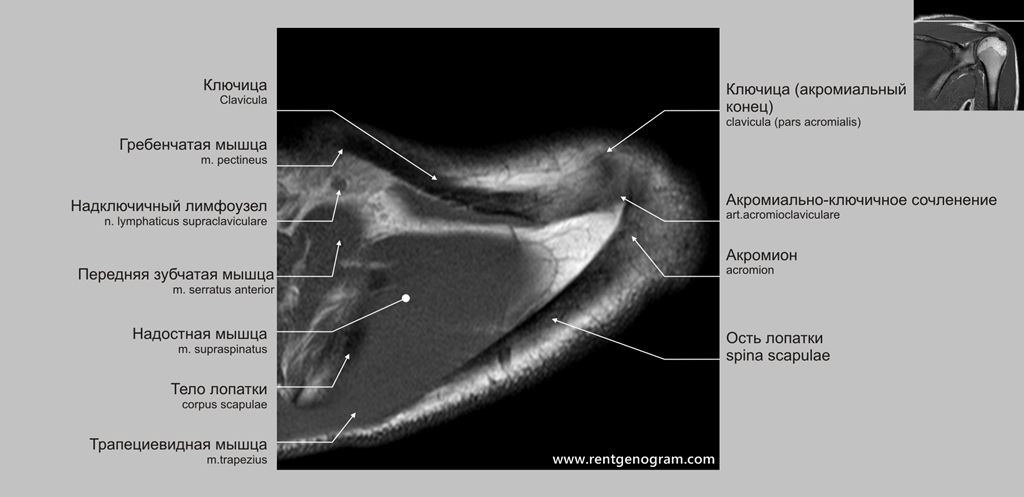 Ключица
Clavicula
Гребенчатая мышца
m. pectineus
Надключичный лимфоузел
n. lymphaticus supraclaviculare
Передняя зубчатая мышца
m. serratus anterior
Надостная мышца
m. supraspinatus
Тело лопатки
corpus scapulae
Трапециевидная мышца
m.trapezius
Ключица (акромиальный
конец)
clavicula (pars acromialis)
Акромиально-ключичное сочленение
art.acromioclaviculare
Акромион
acromion
Ость лопатки
spina scapulae
www.rentgenogram.com